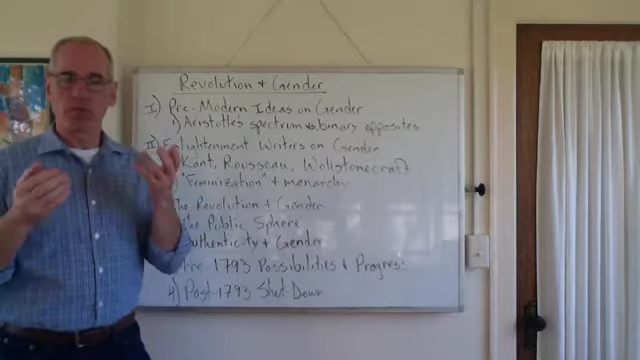 Revolution & Gender
I) Pre-Modern Ideas on Gender
1) Aristotle's spectrum vs binary opposites
II) Enlightenment Writers on Gender
Kant, Rousseau, Wollstonecraft
"Feminization" & monarchy
The Revolution & Gender
The Public Sphere
Authenticity & Gender
Pre-1793 Possibilities & Progress
4) Post-1793 Shut-Down